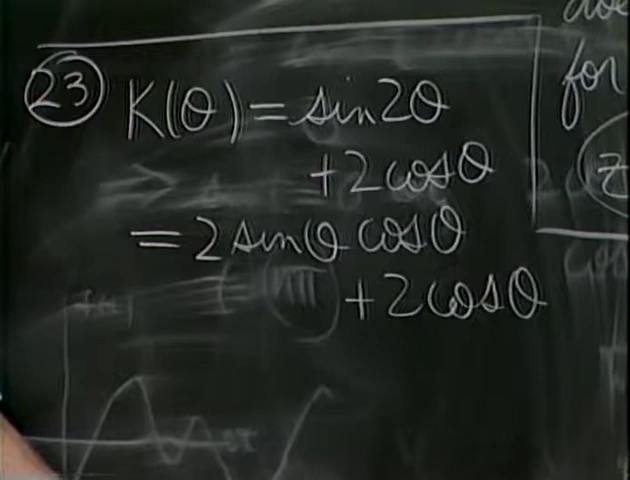 23 K(θ) = sin2θ
+ 2cosθ
= 2sinθ cosθ
+ 2cosθ
for